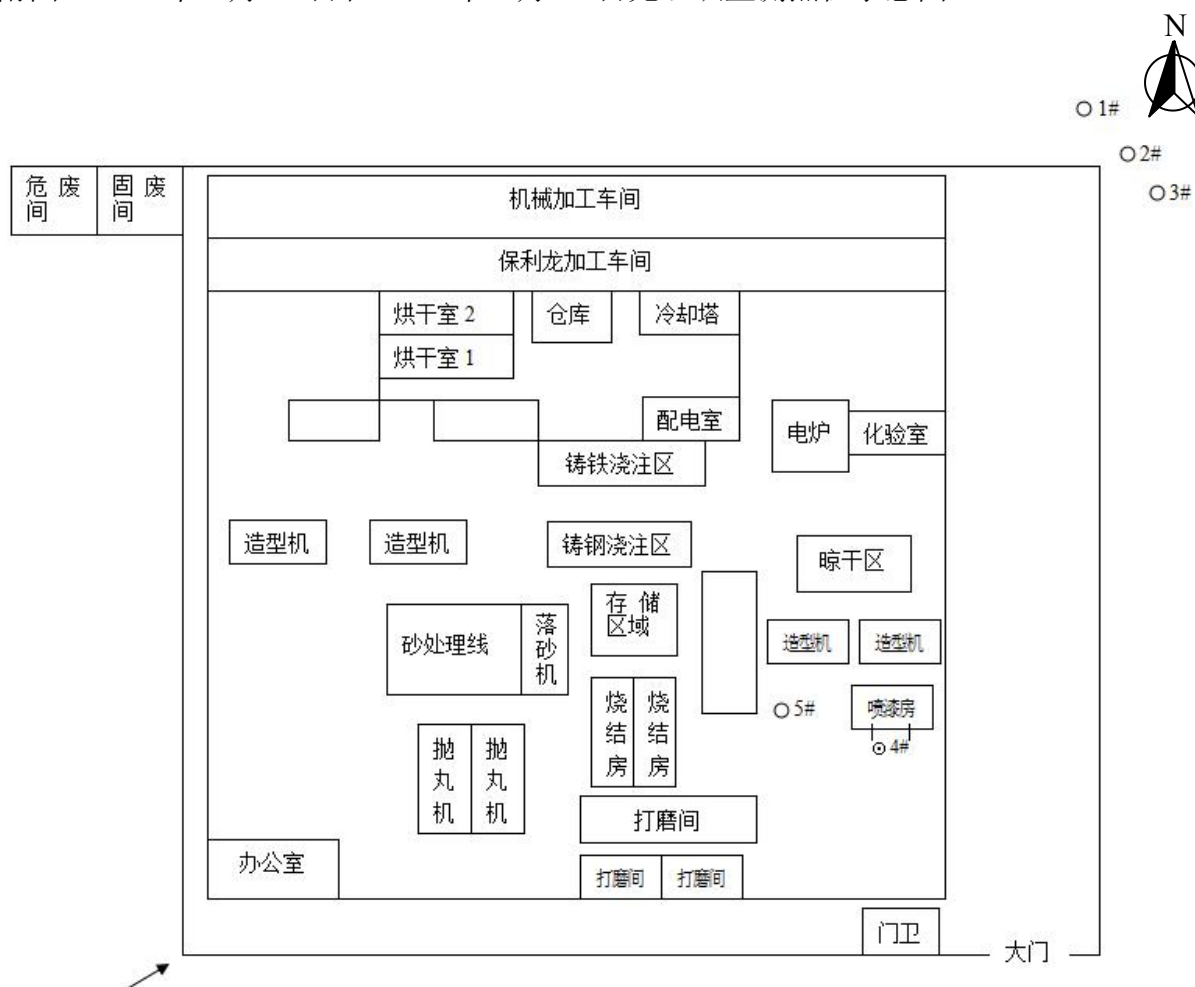 N
1#
2#
3#
危 废
间
固 废
间
机械加工车间
保利龙加工车间
烘干室 2
仓库
冷却塔
烘干室 1
配电室
电炉
化验室
铸铁浇注区
造型机
造型机
铸钢浇注区
晾干区
存 储
区域
砂处理线
落
砂
机
造型机
造型机
烧
结
房
烧
结
房
5#
喷漆房
4#
抛
丸
机
抛
丸
机
打磨间
办公室
打磨间
打磨间
门卫
大门